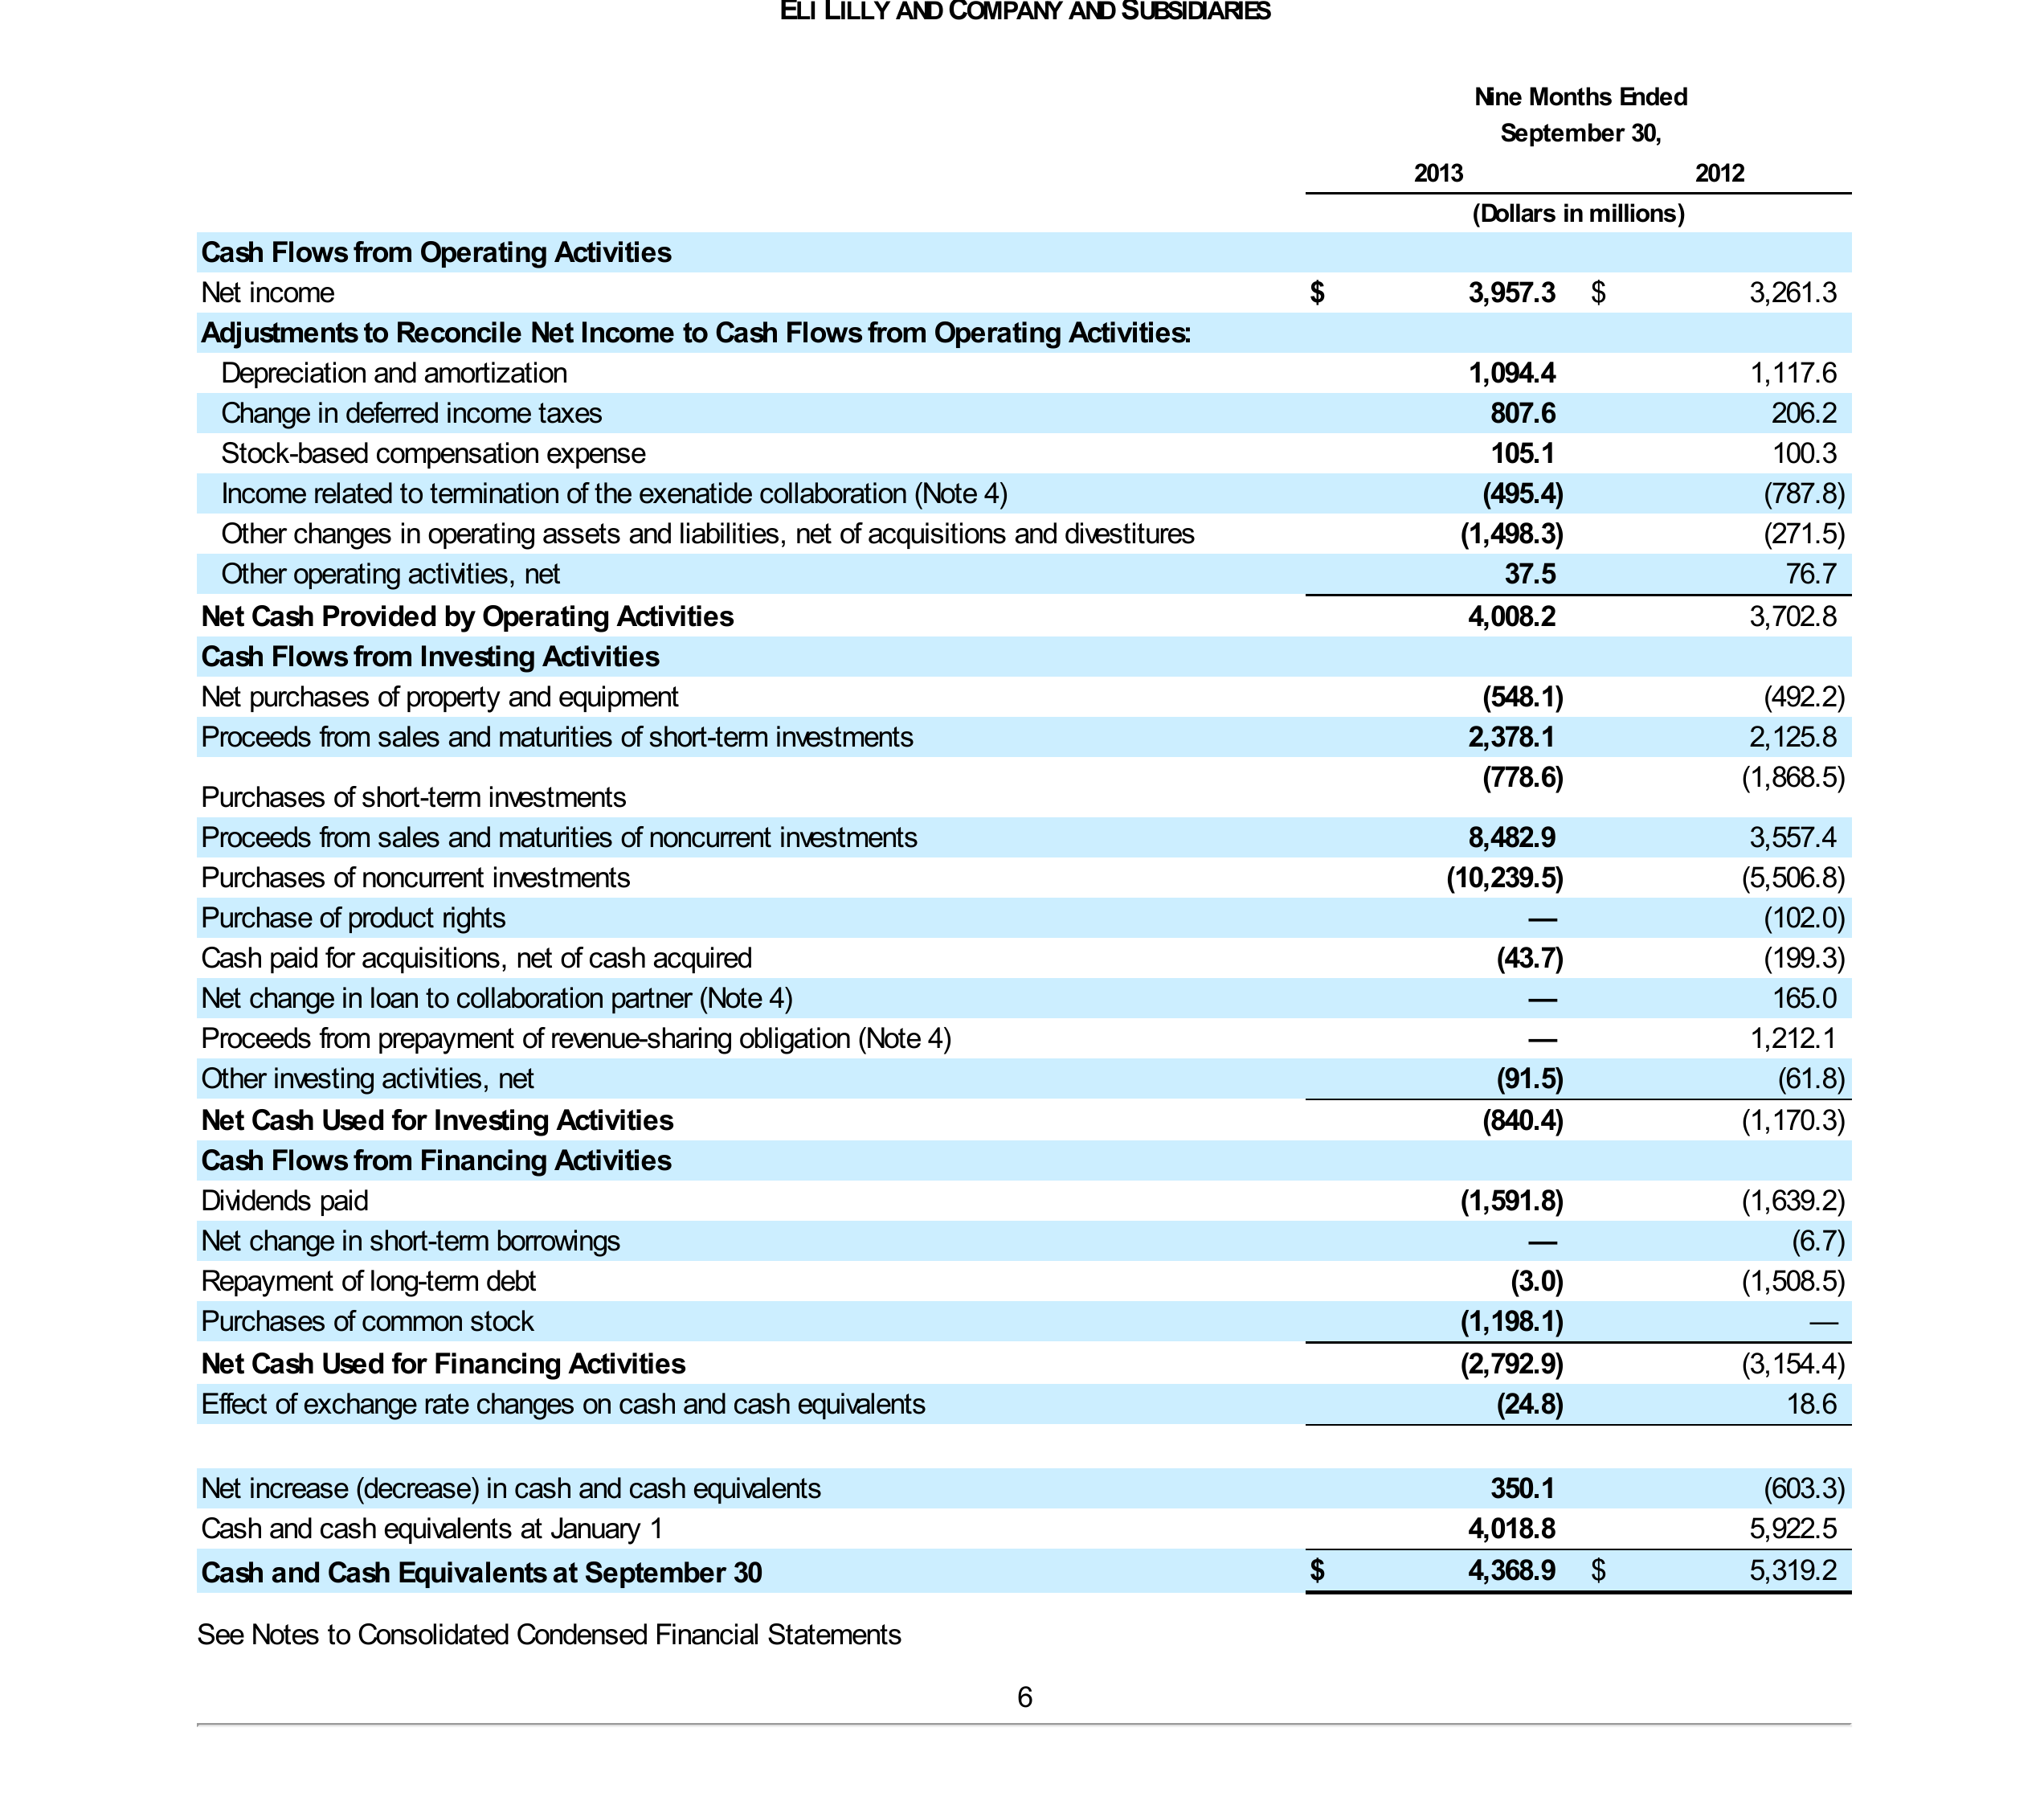 ELI LILLY AND COMPANY AND SUBSIDIARIES
Nine Months Ended
September 30,
2013 2012
(Dollars in millions)
Cash Flows from Operating Activities
Net income $ 3,957.3 $ 3,261.3
Adjustments to Reconcile Net Income to Cash Flows from Operating Activities:
Depreciation and amortization 1,094.4 1,117.6
Change in deferred income taxes 807.6 206.2
Stock-based compensation expense 105.1 100.3
Income related to termination of the exenatide collaboration (Note 4) (495.4) (787.8)
Other changes in operating assets and liabilities, net of acquisitions and divestitures (1,498.3) (271.5)
Other operating activities, net 37.5 76.7
Net Cash Provided by Operating Activities 4,008.2 3,702.8
Cash Flows from Investing Activities
Net purchases of property and equipment (548.1) (492.2)
Proceeds from sales and maturities of short-term investments 2,378.1 2,125.8
Purchases of short-term investments (778.6) (1,868.5)
Proceeds from sales and maturities of noncurrent investments 8,482.9 3,557.4
Purchases of noncurrent investments (10,239.5) (5,506.8)
Purchase of product rights — (102.0)
Cash paid for acquisitions, net of cash acquired (43.7) (199.3)
Net change in loan to collaboration partner (Note 4) — 165.0
Proceeds from prepayment of revenue-sharing obligation (Note 4) — 1,212.1
Other investing activities, net (91.5) (61.8)
Net Cash Used for Investing Activities (840.4) (1,170.3)
Cash Flows from Financing Activities
Dividends paid (1,591.8) (1,639.2)
Net change in short-term borrowings — (6.7)
Repayment of long-term debt (3.0) (1,508.5)
Purchases of common stock (1,198.1) —
Net Cash Used for Financing Activities (2,792.9) (3,154.4)
Effect of exchange rate changes on cash and cash equivalents (24.8) 18.6
Net increase (decrease) in cash and cash equivalents 350.1 (603.3)
Cash and cash equivalents at January 1 4,018.8 5,922.5
Cash and Cash Equivalents at September 30 $ 4,368.9 $ 5,319.2
See Notes to Consolidated Condensed Financial Statements
6